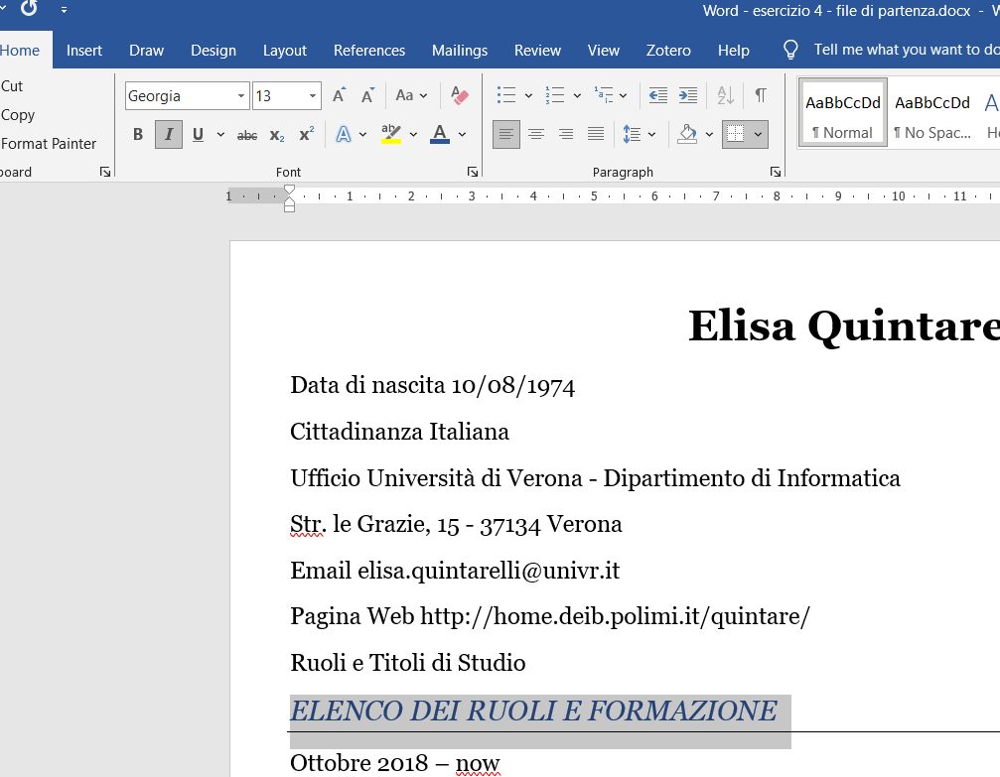 Word - esercizio 4 - file di partenza.docx -
Home Insert Draw Design Layout References Mailings Review View Zotero Help Tell me what you want to do
Cut
Copy
Format Painter
Georgia 13 Aa
B I U abc x₂ x² A ab A
AaBbCcDd AaBbCcDd
¶ Normal ¶ No Spac...
Font Paragraph
1 1 2 3 4 5 6 7 8 9 10 11
Elisa Quintare
Data di nascita 10/08/1974
Cittadinanza Italiana
Ufficio Università di Verona - Dipartimento di Informatica
Str. le Grazie, 15 - 37134 Verona
Email elisa.quintarelli@univr.it
Pagina Web http://home.deib.polimi.it/quintare/
Ruoli e Titoli di Studio
ELENCO DEI RUOLI E FORMAZIONE
Ottobre 2018 – now